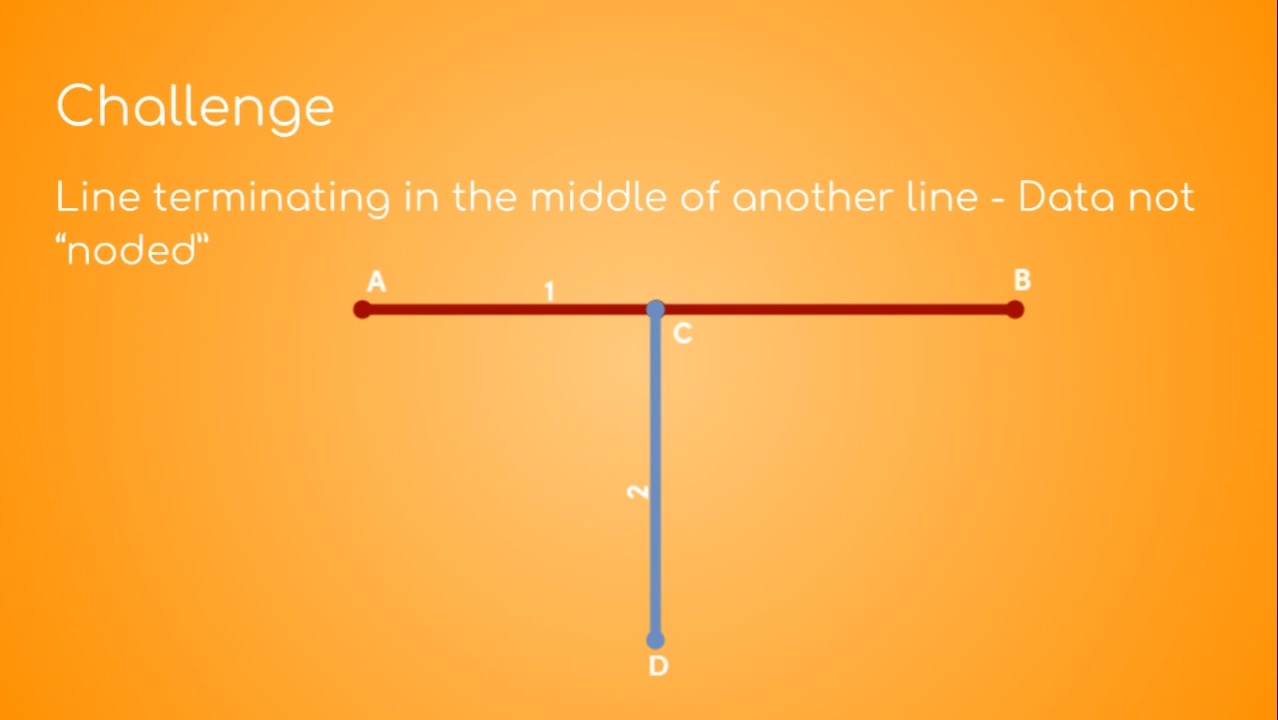 Challenge
Line terminating in the middle of another line - Data not
“noded”
A
1
B
C
2
D